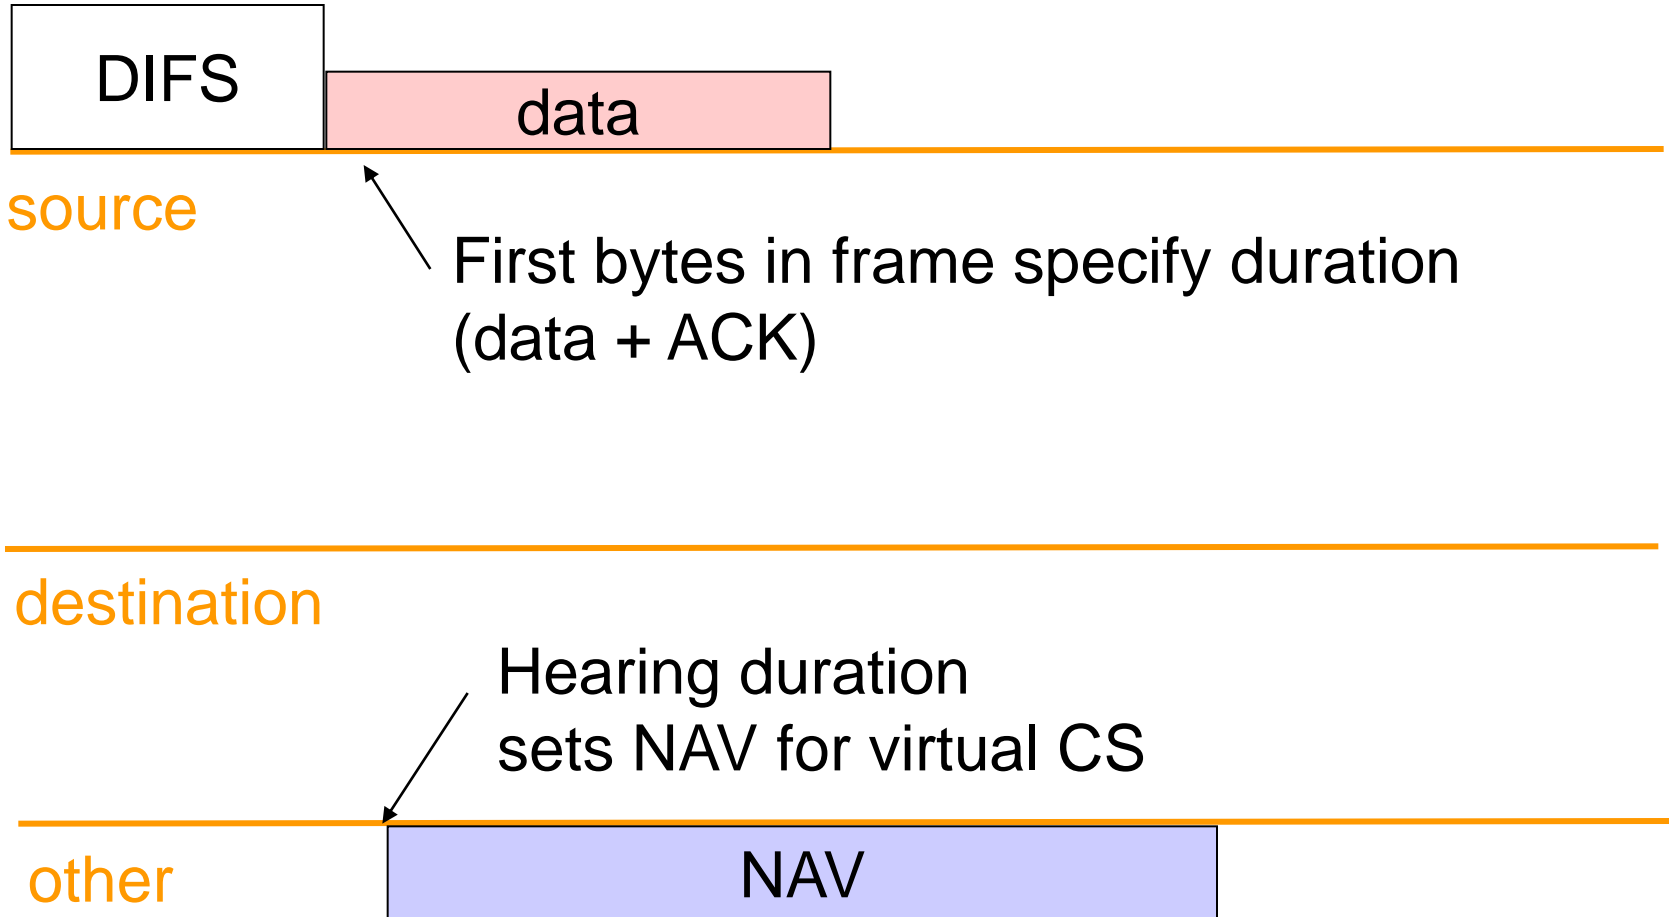 DIFS
data
source
First bytes in frame specify duration
(data + ACK)
destination
Hearing duration
sets NAV for virtual CS
NAV
other